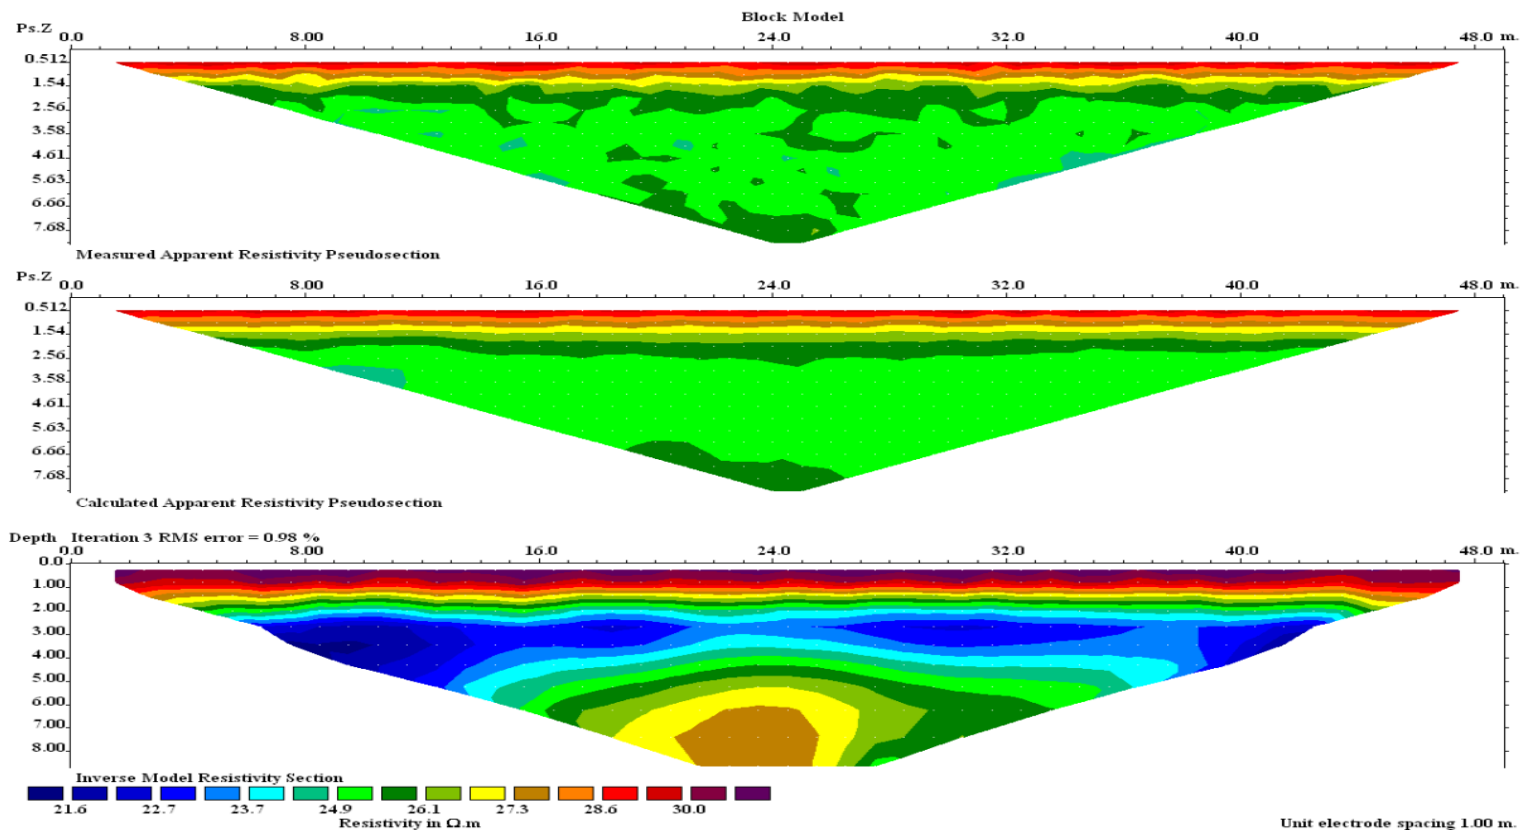 Block Model
Ps.Z 0.0 8.00 16.0 24.0 32.0 40.0 48.0 m.
0.512
1.54
2.56
3.58
4.61
5.63
6.66
7.68
Measured Apparent Resistivity Pseudosection
Ps.Z 0.0 8.00 16.0 24.0 32.0 40.0 48.0 m.
0.512
1.54
2.56
3.58
4.61
5.63
6.66
7.68
Calculated Apparent Resistivity Pseudosection
Depth Iteration 3 RMS error = 0.98 %
0.0 8.00 16.0 24.0 32.0 40.0 48.0 m.
0.0
1.00
2.00
3.00
4.00
5.00
6.00
7.00
8.00
Inverse Model Resistivity Section
21.6 22.7 23.7 24.9 26.1 27.3 28.6 30.0
Resistivity in Ω.m Unit electrode spacing 1.00 m.